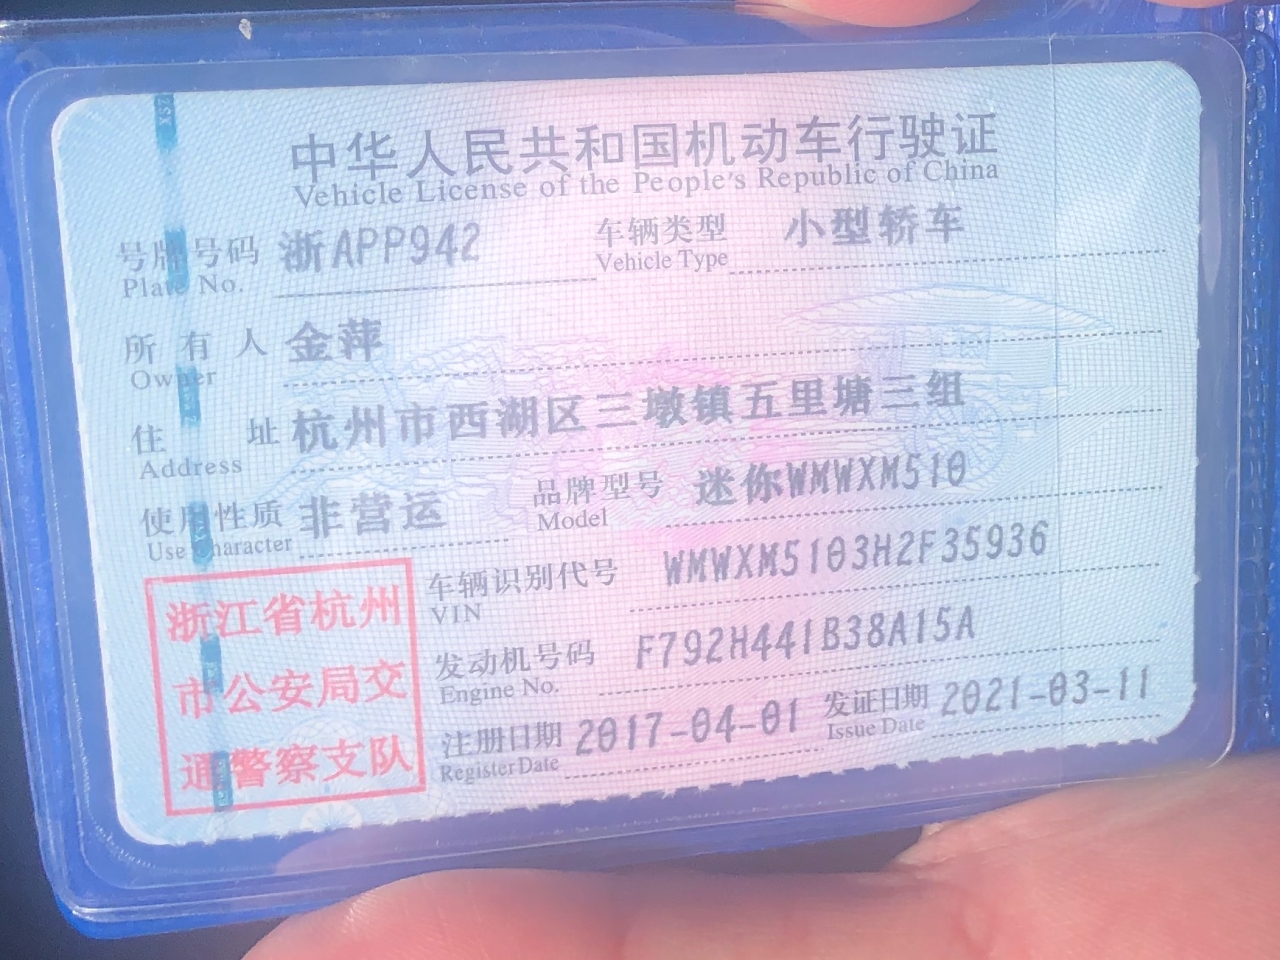 中华人民共和国机动车行驶证
Vehicle License of the People's Republic of China
号牌号码 浙APP942 车辆类型 小型轿车
Plate No. Vehicle Type
所有人 金萍
Owner
住址 杭州市西湖区三墩镇五里塘三组
Address
使用性质 非营运 品牌型号 迷你WMWXM510
Use Character Model
车辆识别代号 WMWXM5103H2F35936
VIN
发动机号码 F792H441B38A15A
Engine No.
注册日期 2017-04-01 发证日期 2021-03-11
Register Date Issue Date
浙江省杭州
市公安局交
通警察支队